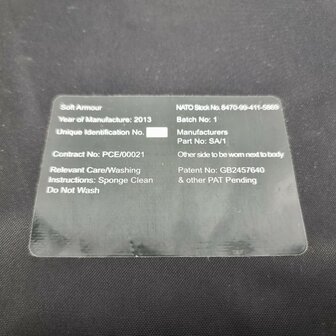 Soft Armour
NATO Stock No. 8470-99-411-5669
Year of Manufacture: 2013
Batch No: 1
Unique Identification No.
Manufacturers
Part No: SA/1
Contract No: PCE/00021
Other side to be worn next to body
Relevant Care/Washing
Instructions: Sponge Clean
Do Not Wash
Patent No: GB2457640
& other PAT Pending